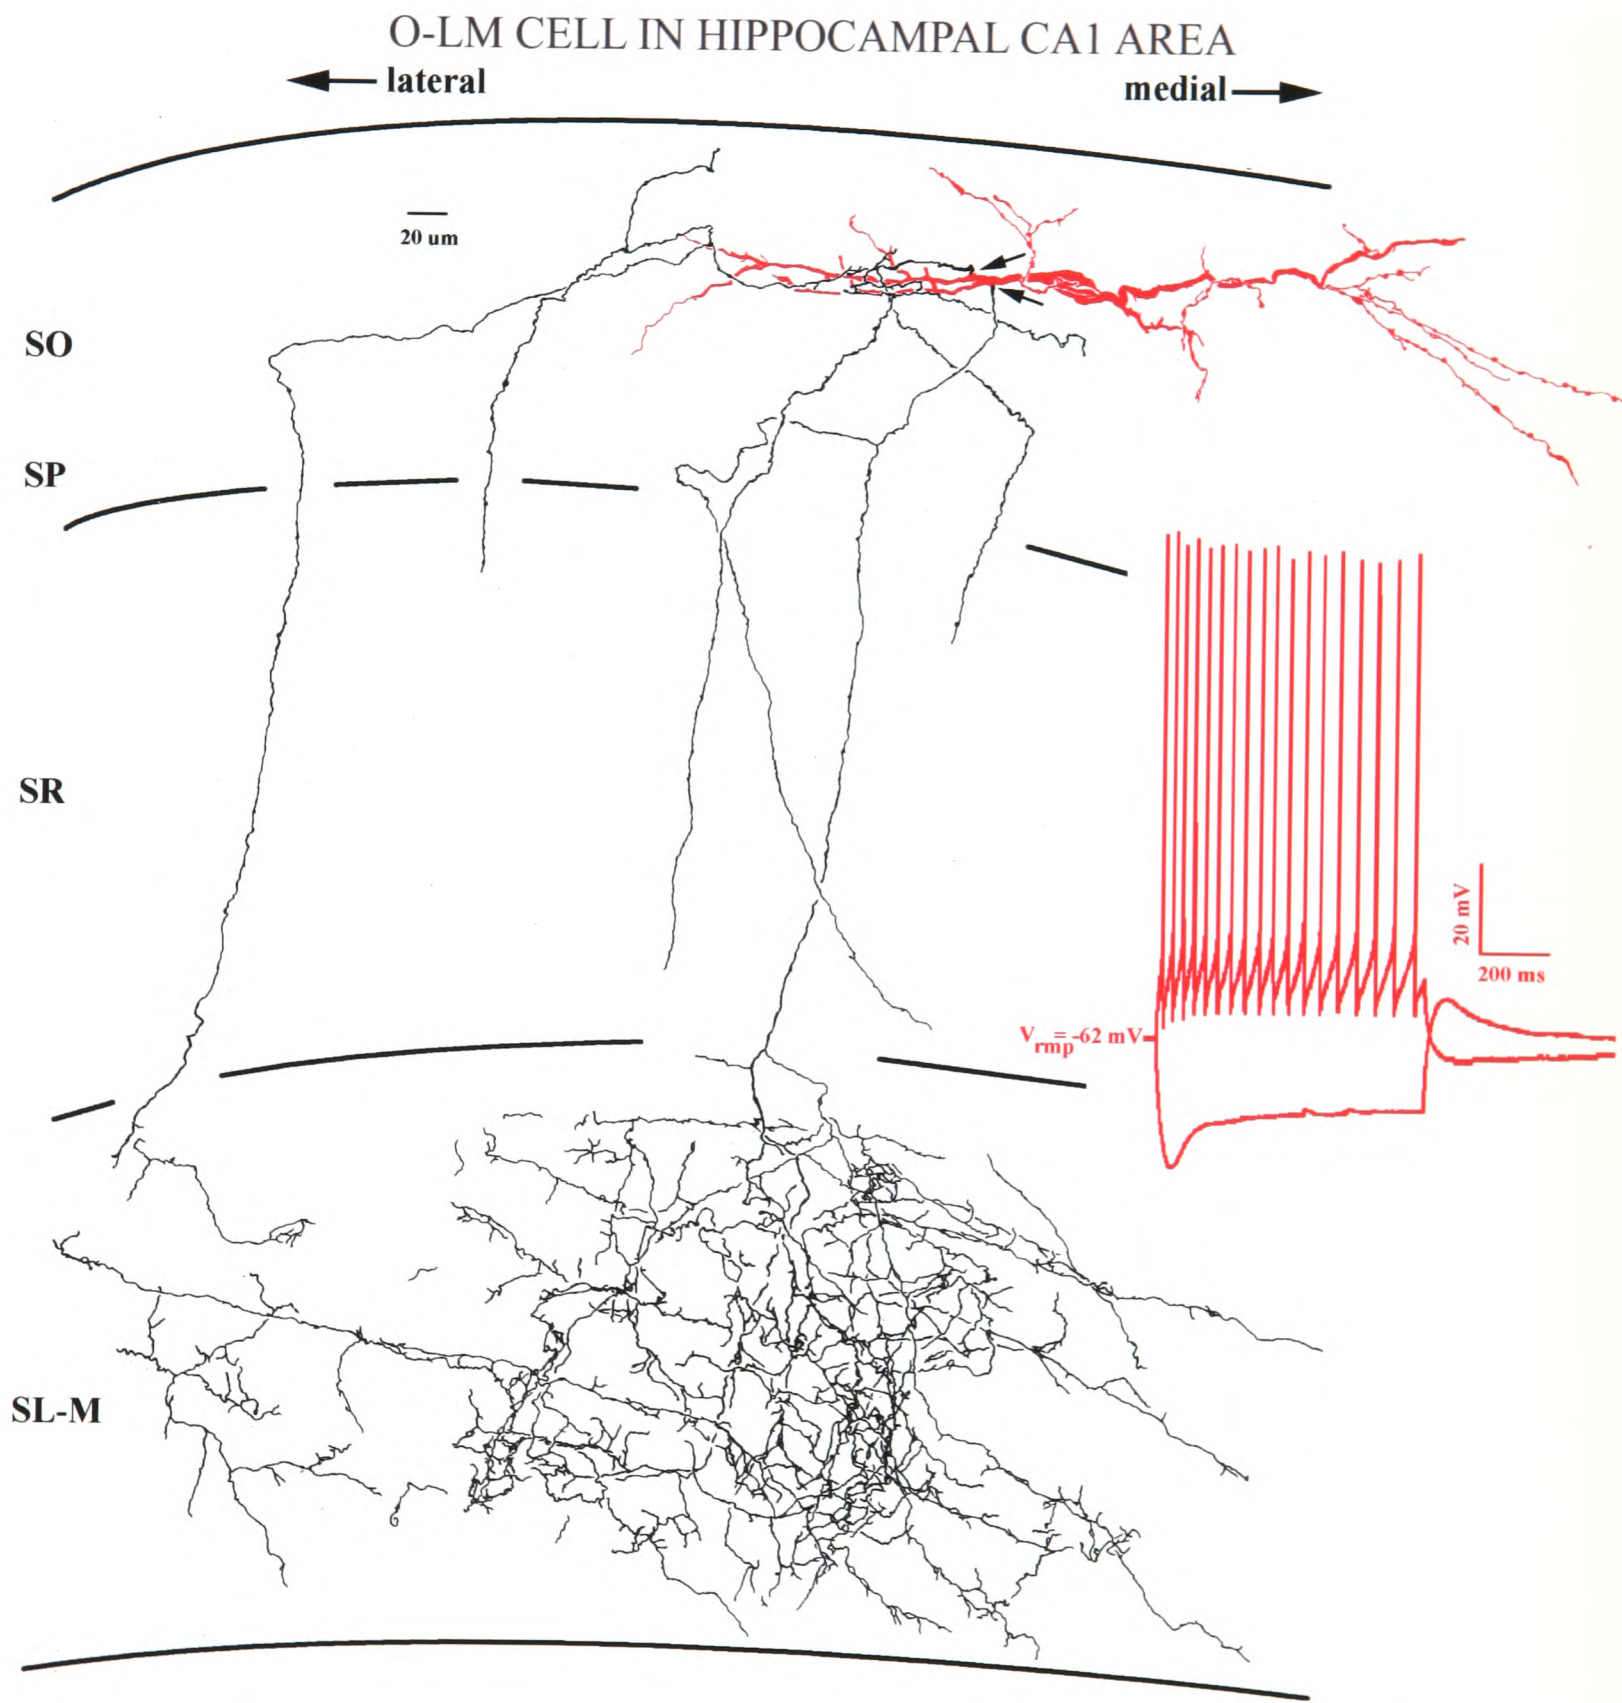 O-LM CELL IN HIPPOCAMPAL CA1 AREA
lateral
medial
20 um
SO
SP
SR
20 mV
200 ms
Vrmp= -62 mV
SL-M